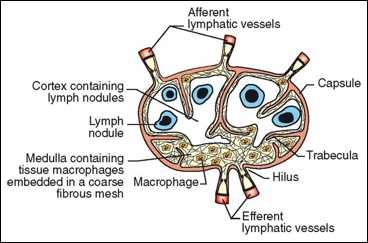 Afferent
lymphatic vessels
Cortex containing
lymph nodules
Capsule
Lymph
nodule
Medulla containing
tissue macrophages
embedded in a coarse
fibrous mesh
Trabecula
Macrophage
Hilus
Efferent
lymphatic vessels